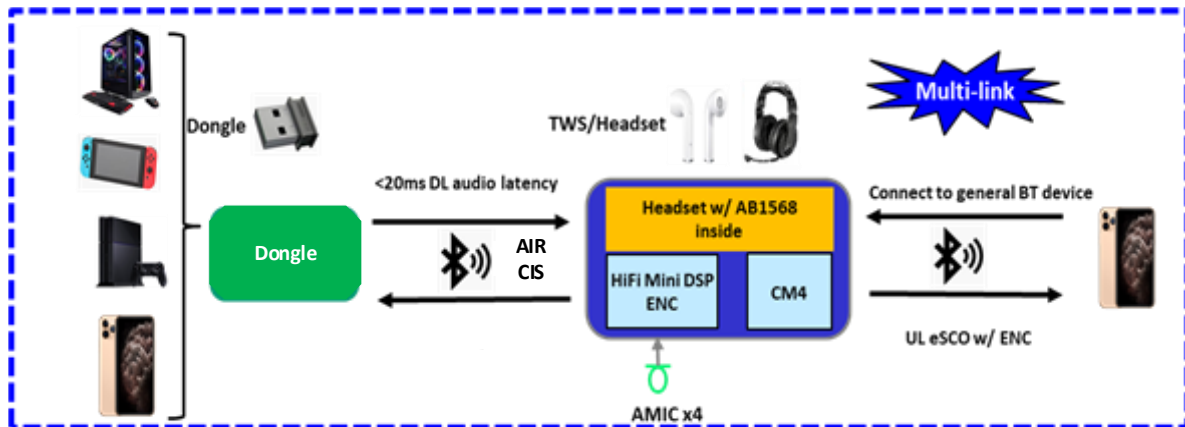 Multi-link
Dongle
TWS/Headset
<20ms DL audio latency
Connect to general BT device
Headset w/ AB1568
inside
Dongle
AIR
CIS
HiFi Mini DSP
ENC
CM4
UL eSCO w/ ENC
AMIC x4